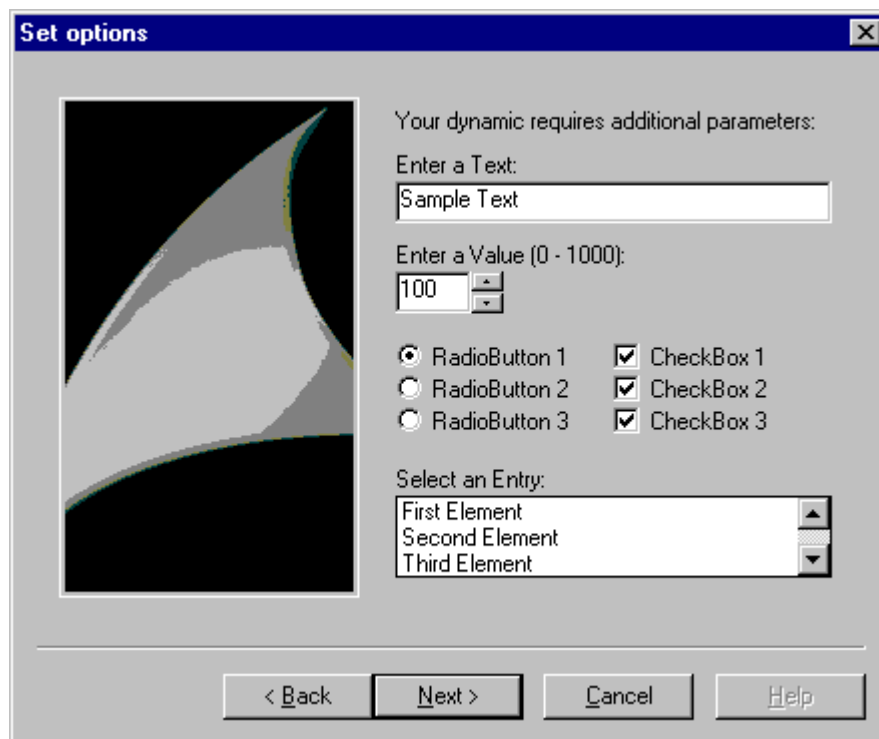 Set options
Your dynamic requires additional parameters:
Enter a Text:
Sample Text
Enter a Value (0 - 1000):
100
RadioButton 1 CheckBox 1
RadioButton 2 CheckBox 2
RadioButton 3 CheckBox 3
Select an Entry:
First Element
Second Element
Third Element
< Back Next > Cancel Help